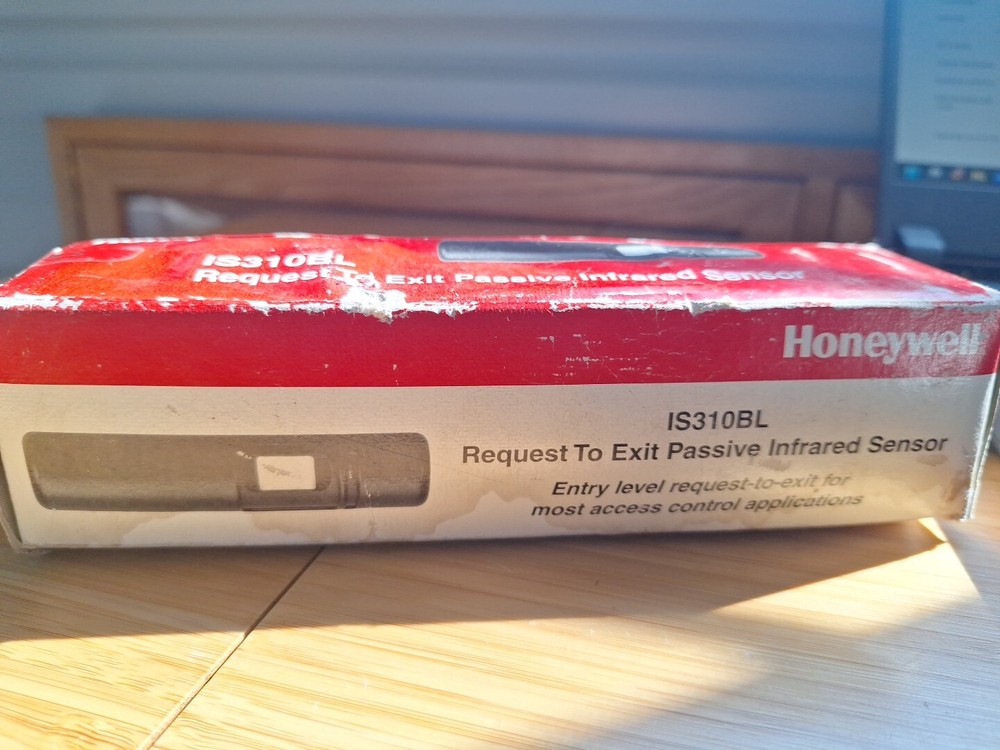 IS310BL
Request To Exit Passive Infrared Sensor
Honeywell
IS310BL
Request To Exit Passive Infrared Sensor
Entry level request-to-exit for
most access control applications